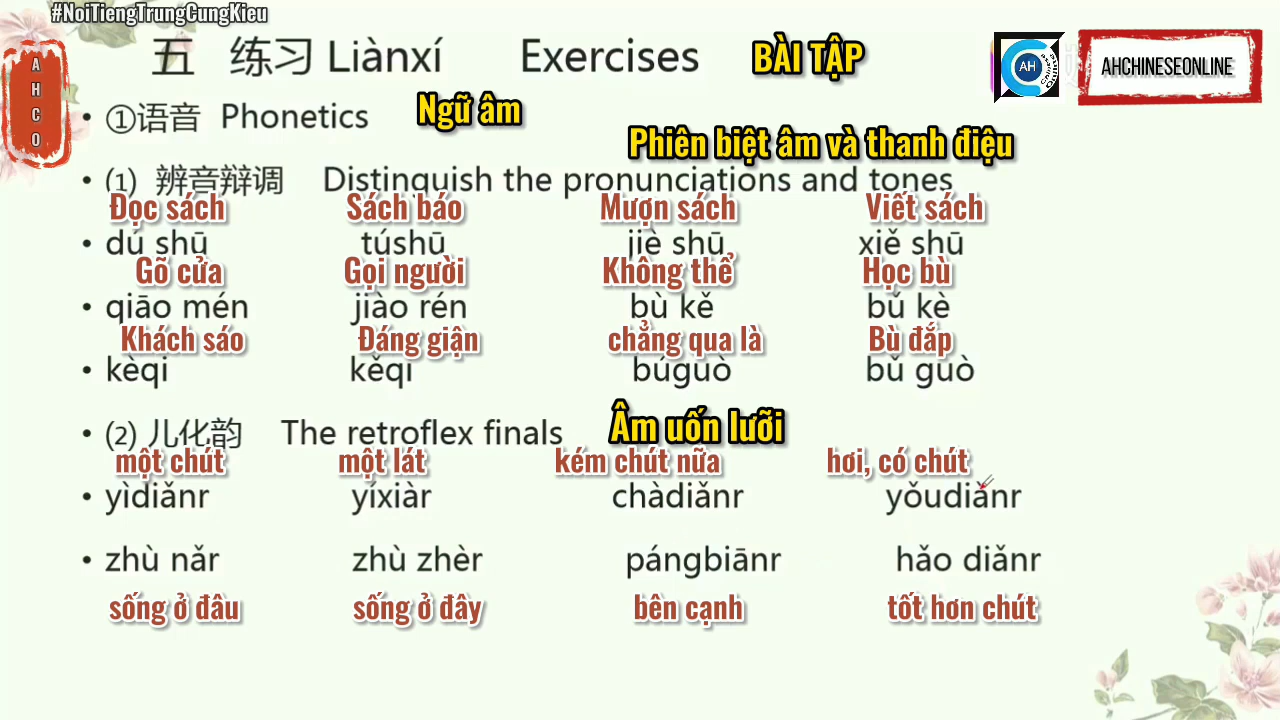 #NoiTiengTrungCungKieu
五 练习 Liànxí Exercises BÀI TẬP
AHCO
AH
AHCHINESEONLINE
• ①语音 Phonetics Ngữ âm
Phiên biệt âm và thanh điệu
• (1) 辨音辩调 Distinguish the pronunciations and tones
Đọc sách Sách báo Mượn sách Viết sách
• dú shū túshū jiè shū xiě shū
Gõ cửa Gọi người Không thể Học bù
• qiāo mén jiào rén bù kě bǔ kè
Khách sáo Đáng giận chẳng qua là Bù đắp
• kèqi kěqì búguò bǔ guò
• (2) 儿化韵 The retroflex finals Âm uốn lưỡi
một chút một lát kém chút nữa hơi, có chút
• yìdiǎnr yíxiàr chàdiǎnr yǒudiǎnr
• zhù nǎr zhù zhèr pángbiānr hǎo diǎnr
sống ở đâu sống ở đây bên cạnh tốt hơn chút